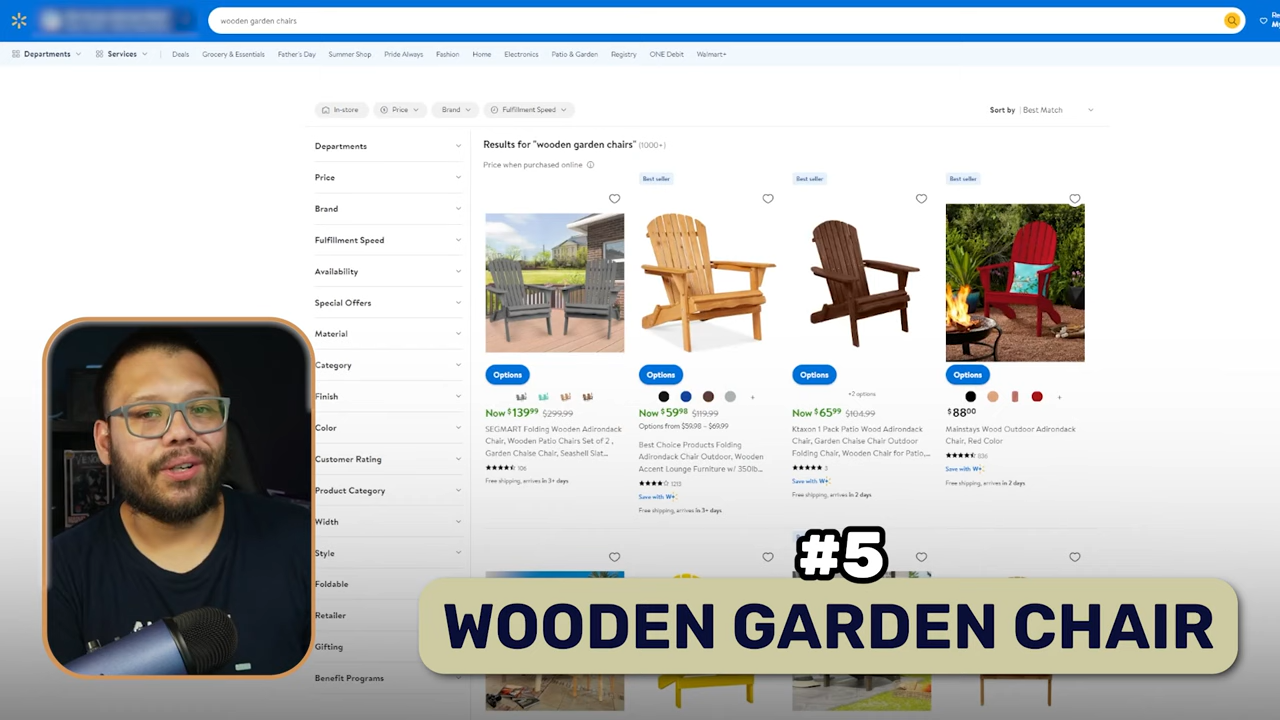 wooden garden chairs
Departments
Services
Deals
Grocery & Essentials
Father's Day
Summer Shop
Pride Always
Fashion
Home
Electronics
Patio & Garden
Registry
ONE Debit
Walmart+
In-store
Price
Brand
Fulfillment Speed
Sort by | Best Match
Departments
Price
Brand
Fulfillment Speed
Availability
Special Offers
Material
Category
Finish
Color
Customer Rating
Product Category
Width
Style
Foldable
Retailer
Gifting
Benefit Programs
Results for "wooden garden chairs" (1000+)
Price when purchased online
Options
Now $139.99 $299.99
SEGMART Folding Wooden Adirondack
Chair, Wooden Patio Chairs Set of 2 ,
Garden Chaise Chair, Seashell Slat...
106
Free shipping, arrives in 3+ days
Best seller
Options
+
Now $59.98 $119.99
Options from $59.98 – $69.99
Best Choice Products Folding
Adirondack Chair Outdoor, Wooden
Accent Lounge Furniture w/ 350lb...
1213
Save with W+
Free shipping, arrives in 3+ days
Best seller
Options
+2 options
Now $65.99 $104.99
Ktaxon 1 Pack Patio Wood Adirondack
Chair, Garden Chaise Chair Outdoor
Folding Chair, Wooden Chair for Patio,...
Save with W+
Free shipping, arrives in 2 days
Best seller
Options
+
$88.00
Mainstays Wood Outdoor Adirondack
Chair, Red Color
836
Save with W+
Free shipping, arrives in 2 days
#5
WOODEN GARDEN CHAIR